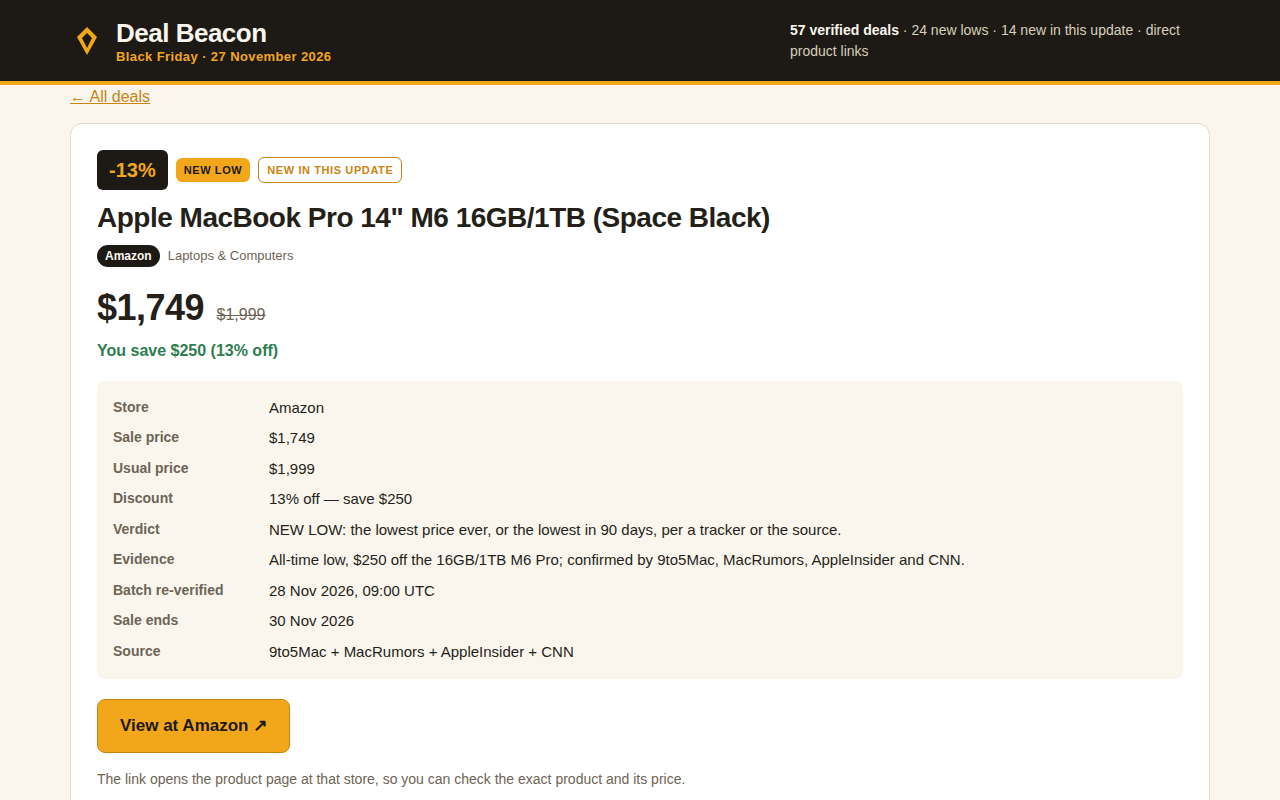 Deal Beacon
Black Friday · 27 November 2026
57 verified deals · 24 new lows · 14 new in this update · direct
product links
← All deals
-13% NEW LOW NEW IN THIS UPDATE
Apple MacBook Pro 14" M6 16GB/1TB (Space Black)
Amazon Laptops & Computers
$1,749 $1,999
You save $250 (13% off)
Store Amazon
Sale price $1,749
Usual price $1,999
Discount 13% off — save $250
Verdict NEW LOW: the lowest price ever, or the lowest in 90 days, per a tracker or the source.
Evidence All-time low, $250 off the 16GB/1TB M6 Pro; confirmed by 9to5Mac, MacRumors, AppleInsider and CNN.
Batch re-verified 28 Nov 2026, 09:00 UTC
Sale ends 30 Nov 2026
Source 9to5Mac + MacRumors + AppleInsider + CNN
View at Amazon ↗
The link opens the product page at that store, so you can check the exact product and its price.